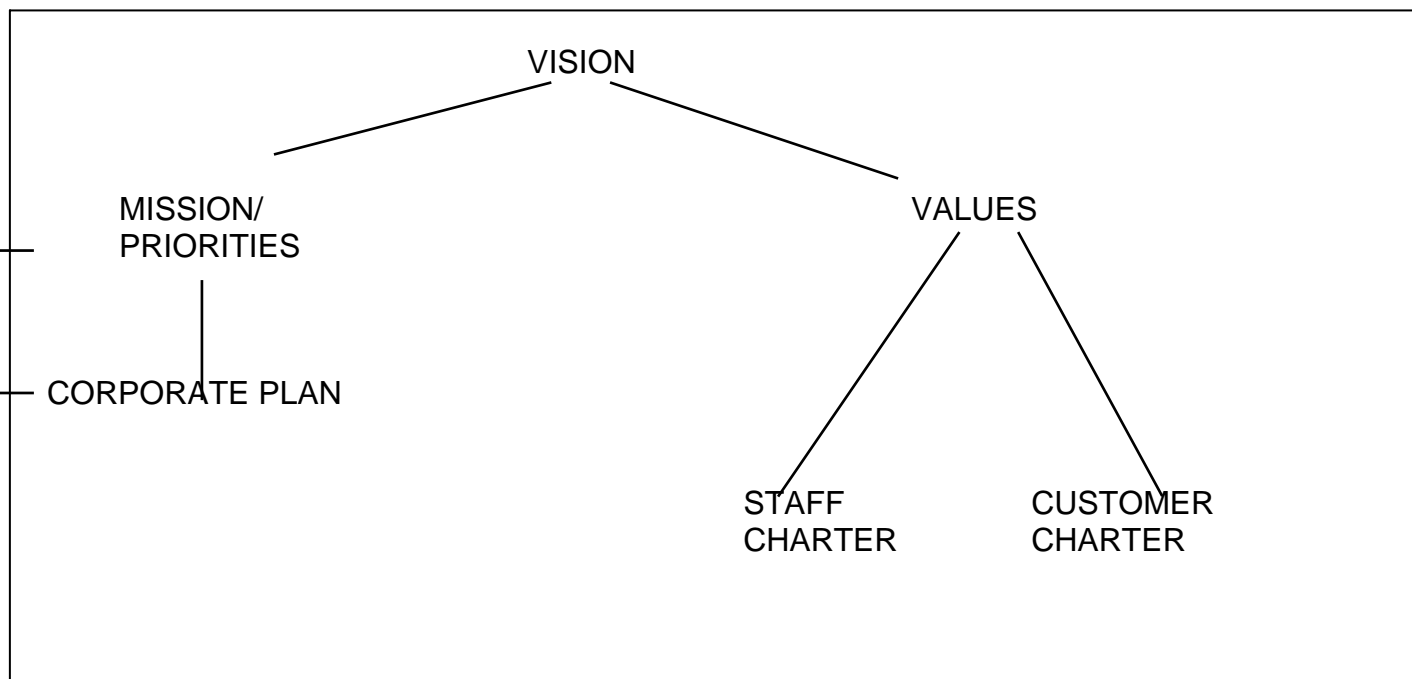 VISION
MISSION/
PRIORITIES
VALUES
CORPORATE PLAN
STAFF
CHARTER
CUSTOMER
CHARTER